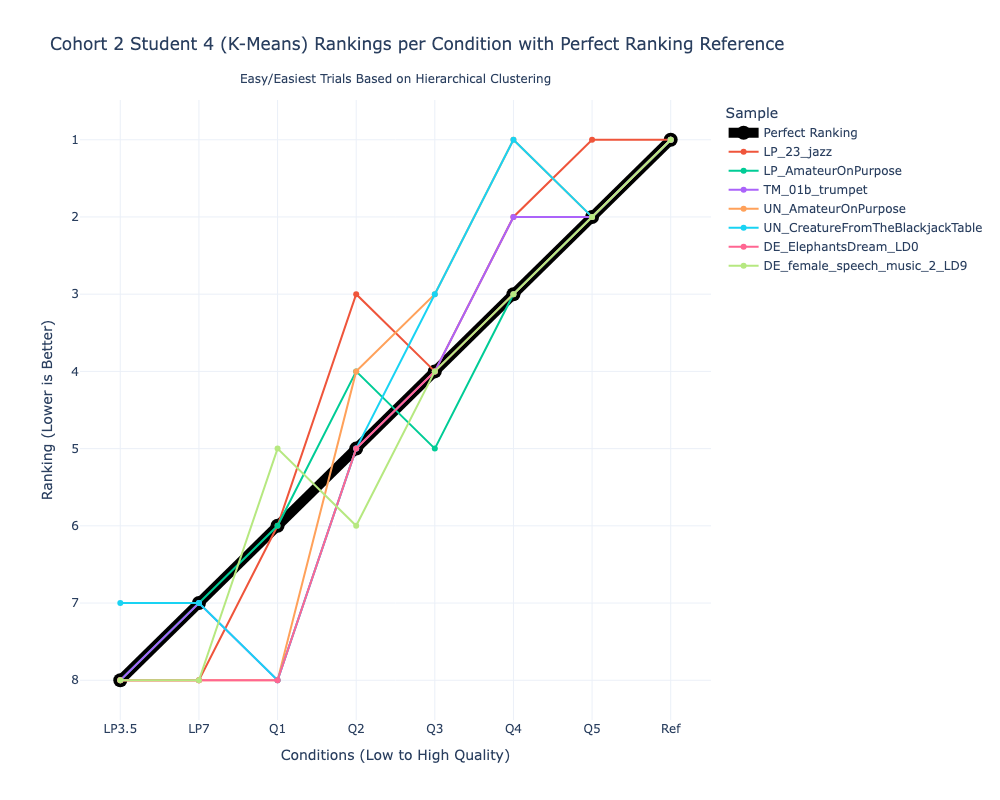 Cohort 2 Student 4 (K-Means) Rankings per Condition with Perfect Ranking Reference
Easy/Easiest Trials Based on Hierarchical Clustering
Sample
Perfect Ranking
LP_23_jazz
LP_AmateurOnPurpose
TM_01b_trumpet
UN_AmateurOnPurpose
UN_CreatureFromTheBlackjackTable
DE_ElephantsDream_LD0
DE_female_speech_music_2_LD9
Ranking (Lower is Better)
1
2
3
4
5
6
7
8
LP3.5 LP7 Q1 Q2 Q3 Q4 Q5 Ref
Conditions (Low to High Quality)